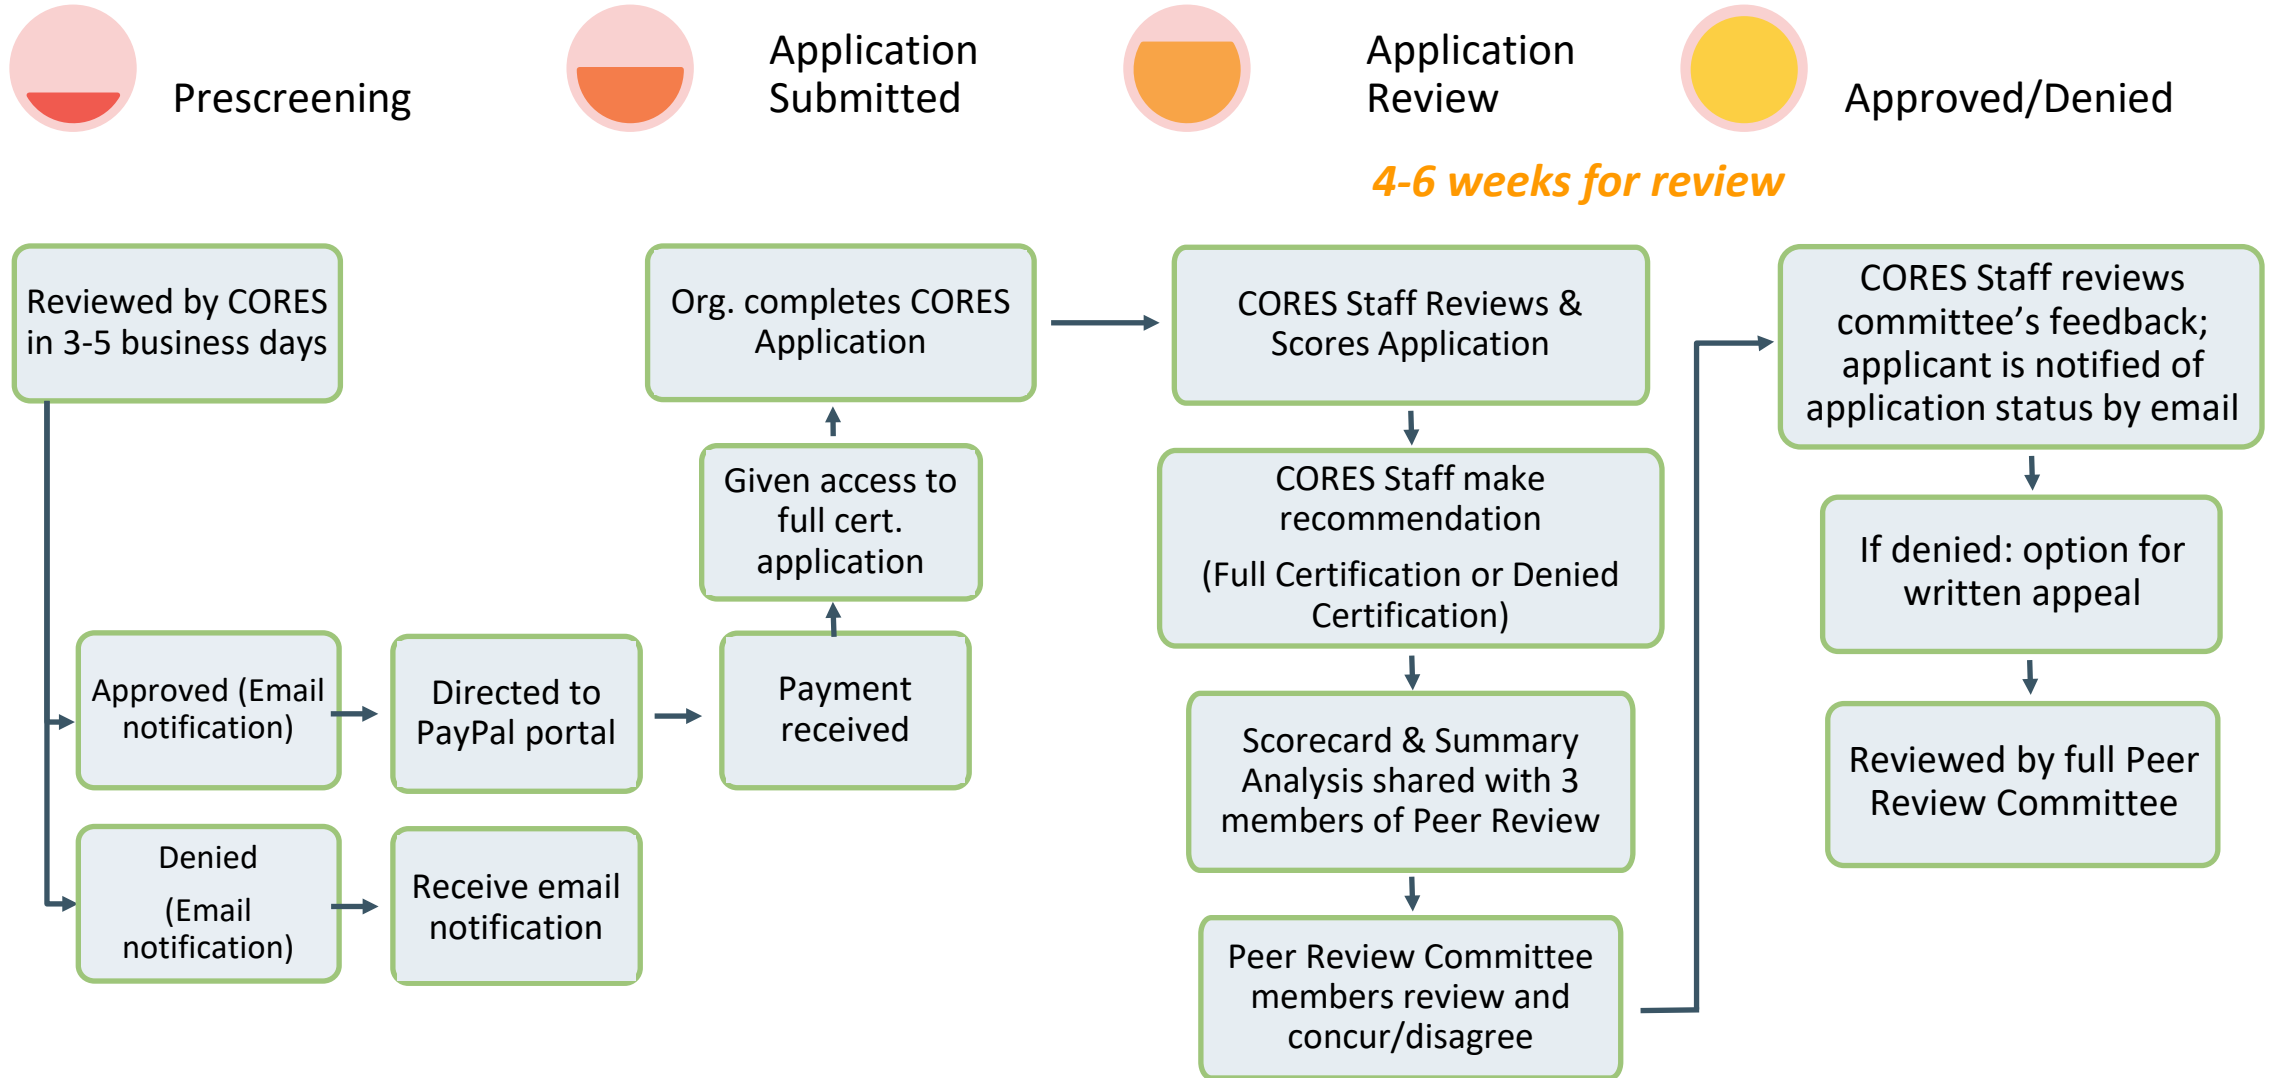 Prescreening
Application
Submitted
Application
Review
Approved/Denied
4-6 weeks for review
Reviewed by CORES
in 3-5 business days
Approved (Email
notification)
Directed to
PayPal portal
Denied
(Email
notification)
Receive email
notification
Payment
received
Given access to
full cert.
application
Org. completes CORES
Application
CORES Staff Reviews &
Scores Application
CORES Staff make
recommendation
(Full Certification or Denied
Certification)
Scorecard & Summary
Analysis shared with 3
members of Peer Review
Peer Review Committee
members review and
concur/disagree
CORES Staff reviews
committee’s feedback;
applicant is notified of
application status by email
If denied: option for
written appeal
Reviewed by full Peer
Review Committee